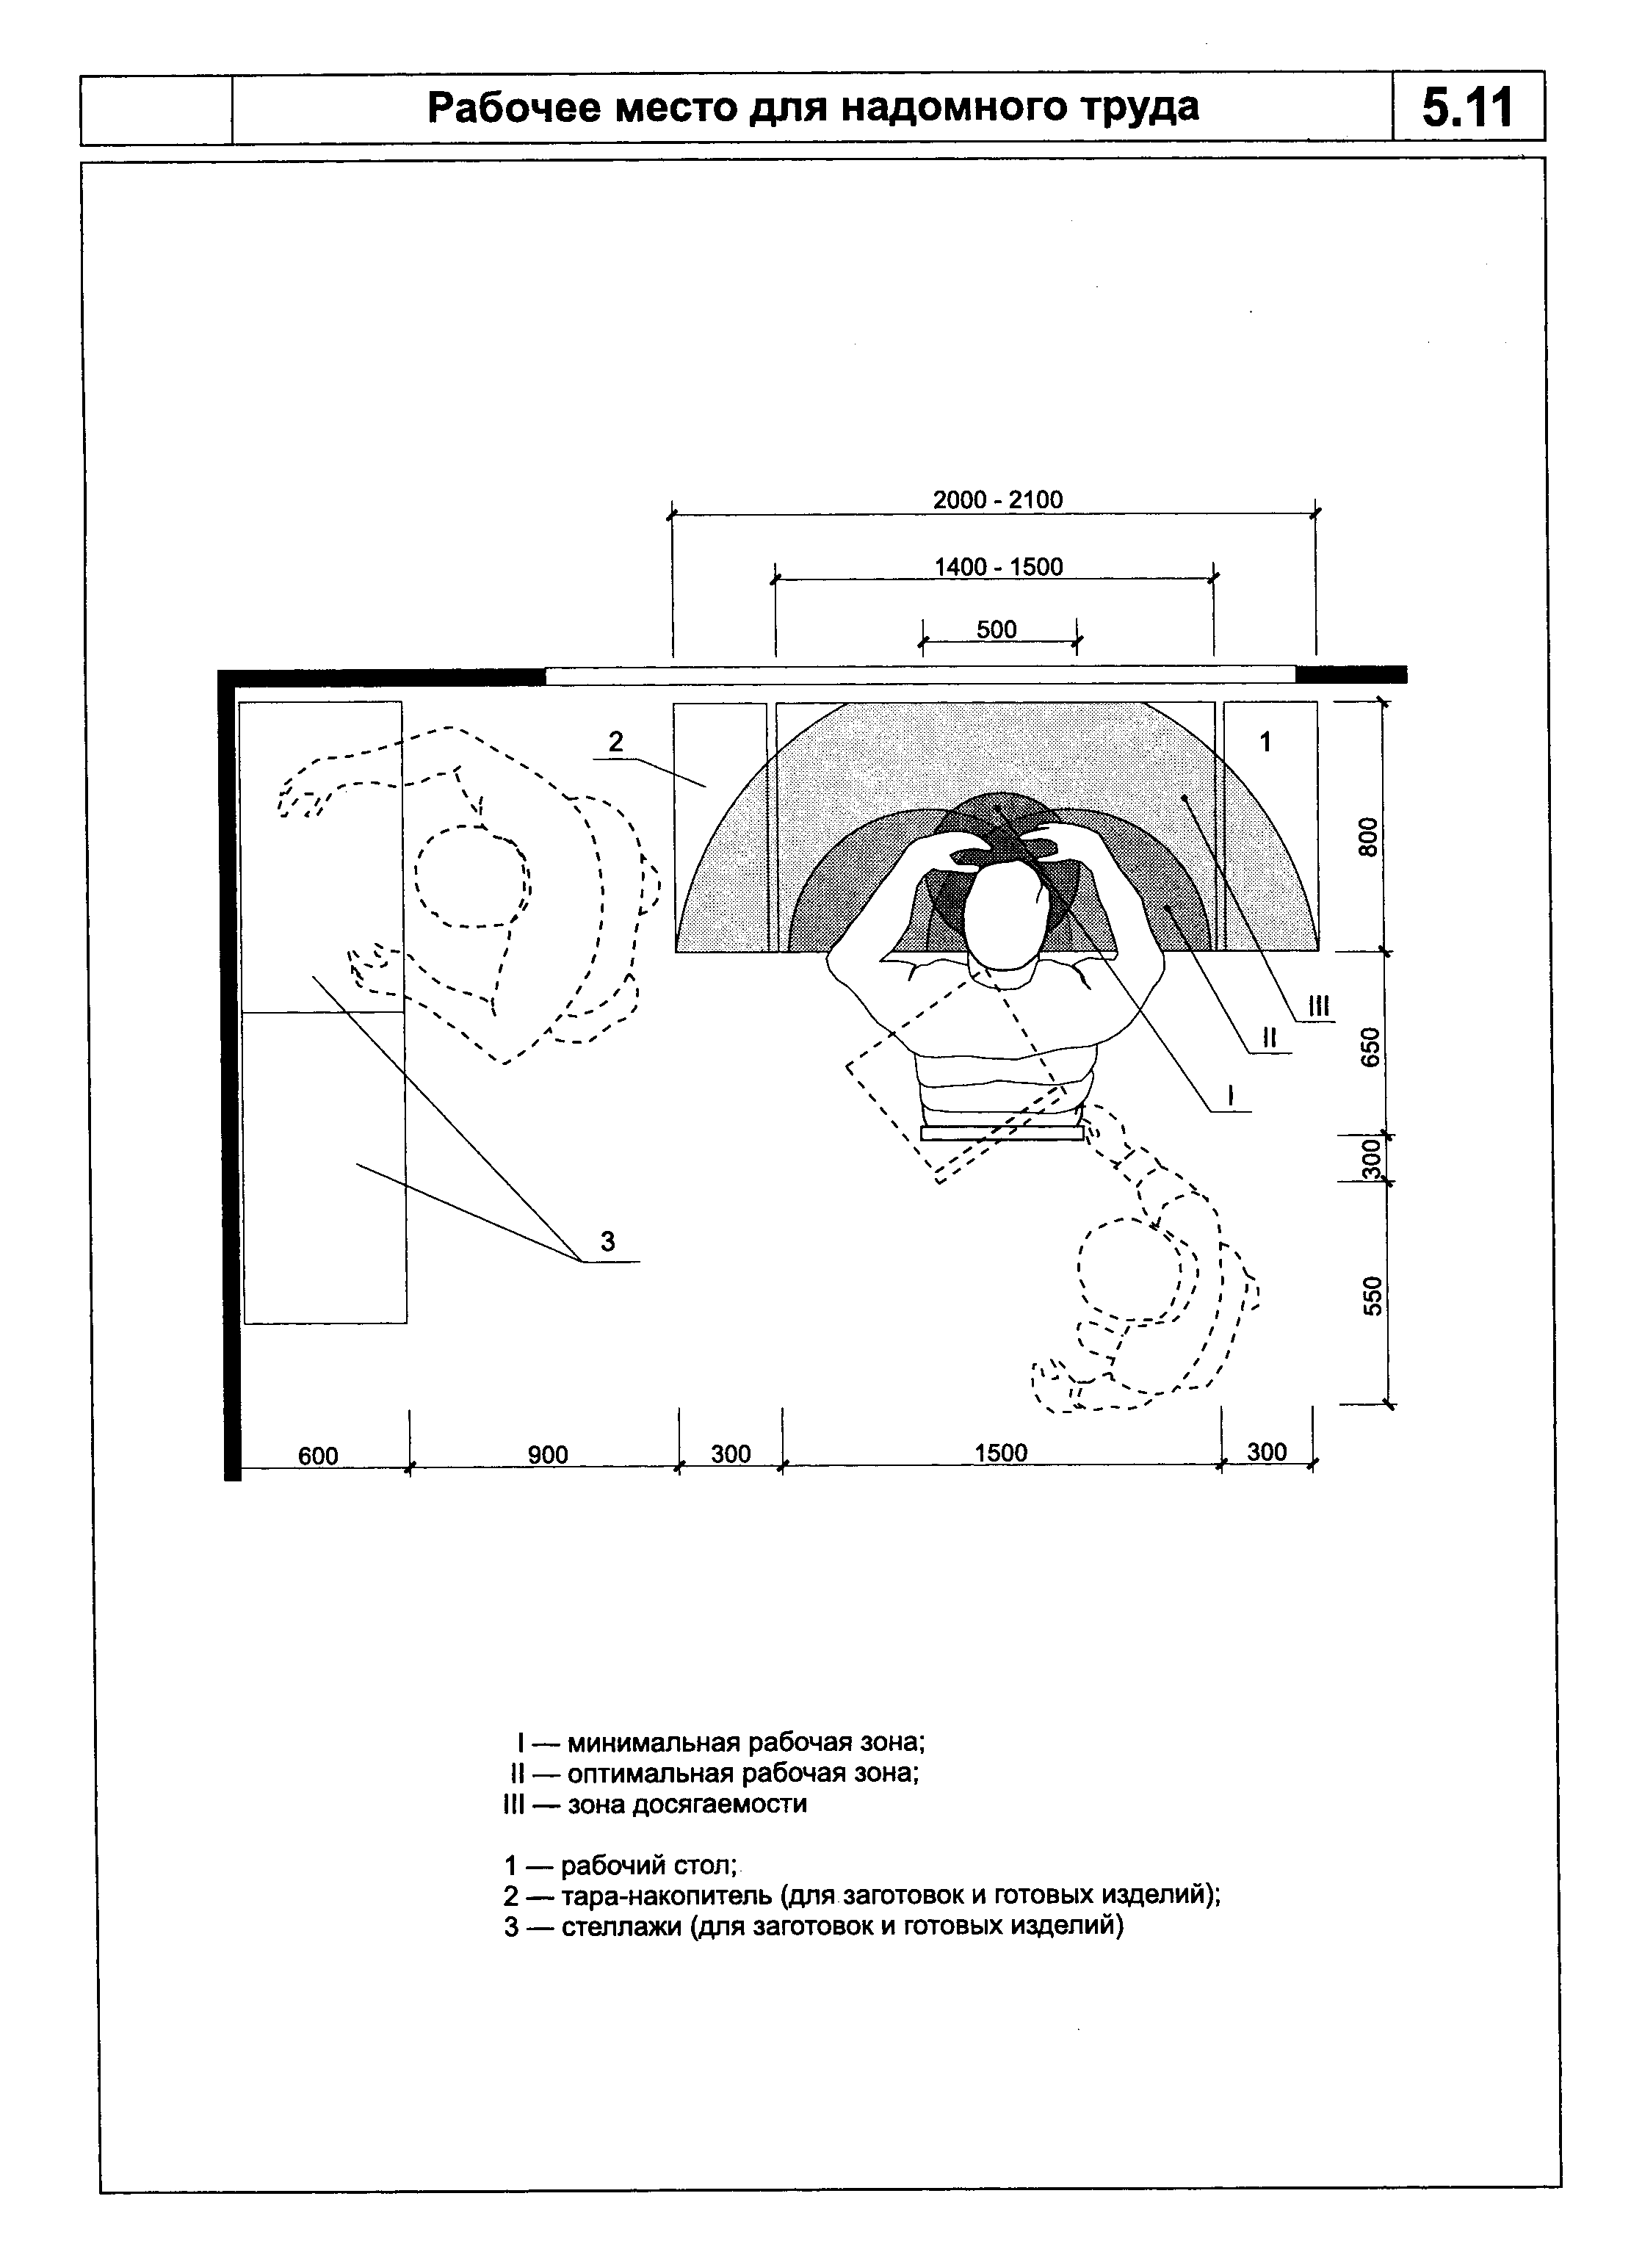 Рабочее место для надомного труда
5.11
2000 - 2100
1400 - 1500
500
2
1
800
III
II
650
I
300
3
550
600
900
300
1500
300
I — минимальная рабочая зона;
II — оптимальная рабочая зона;
III — зона досягаемости
1 — рабочий стол;
2 — тара-накопитель (для заготовок и готовых изделий);
3 — стеллажи (для заготовок и готовых изделий)